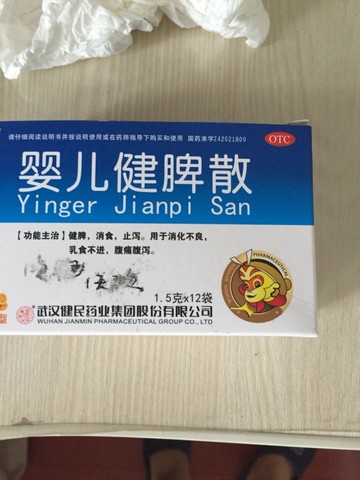 请仔细阅读说明书并按说明使用或在药师指导下购买和使用 国药准字Z42021809
OTC
婴儿健脾散
Yinger Jianpi San
【功能主治】健脾，消食，止泻。用于消化不良，
乳食不进，腹痛腹泻。
1.5克×12袋
PHARMACEUTICAL
武汉健民药业集团股份有限公司
WUHAN JIANMIN PHARMACEUTICAL GROUP CO., LTD